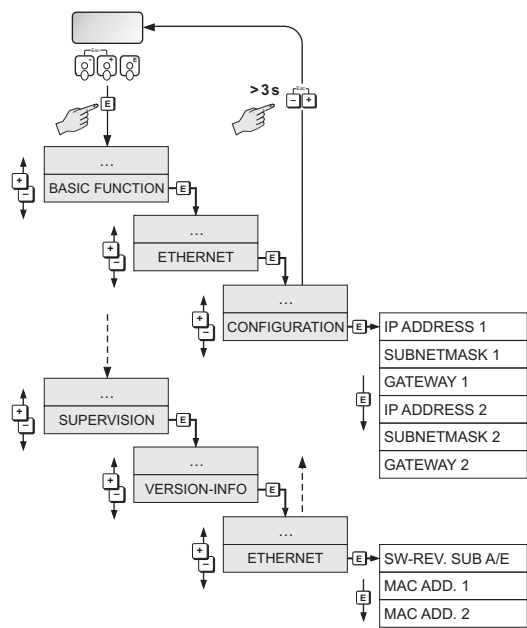 Esc
- + E
E
>3s
Esc
- +
...
BASIC FUNCTION
E
+
-
...
ETHERNET
E
+
-
...
CONFIGURATION
E
+
-
IP ADDRESS 1
SUBNETMASK 1
GATEWAY 1
IP ADDRESS 2
SUBNETMASK 2
GATEWAY 2
E
...
SUPERVISION
E
+
-
...
VERSION-INFO
E
+
-
...
ETHERNET
E
+
-
SW-REV. SUB A/E
MAC ADD. 1
MAC ADD. 2
E